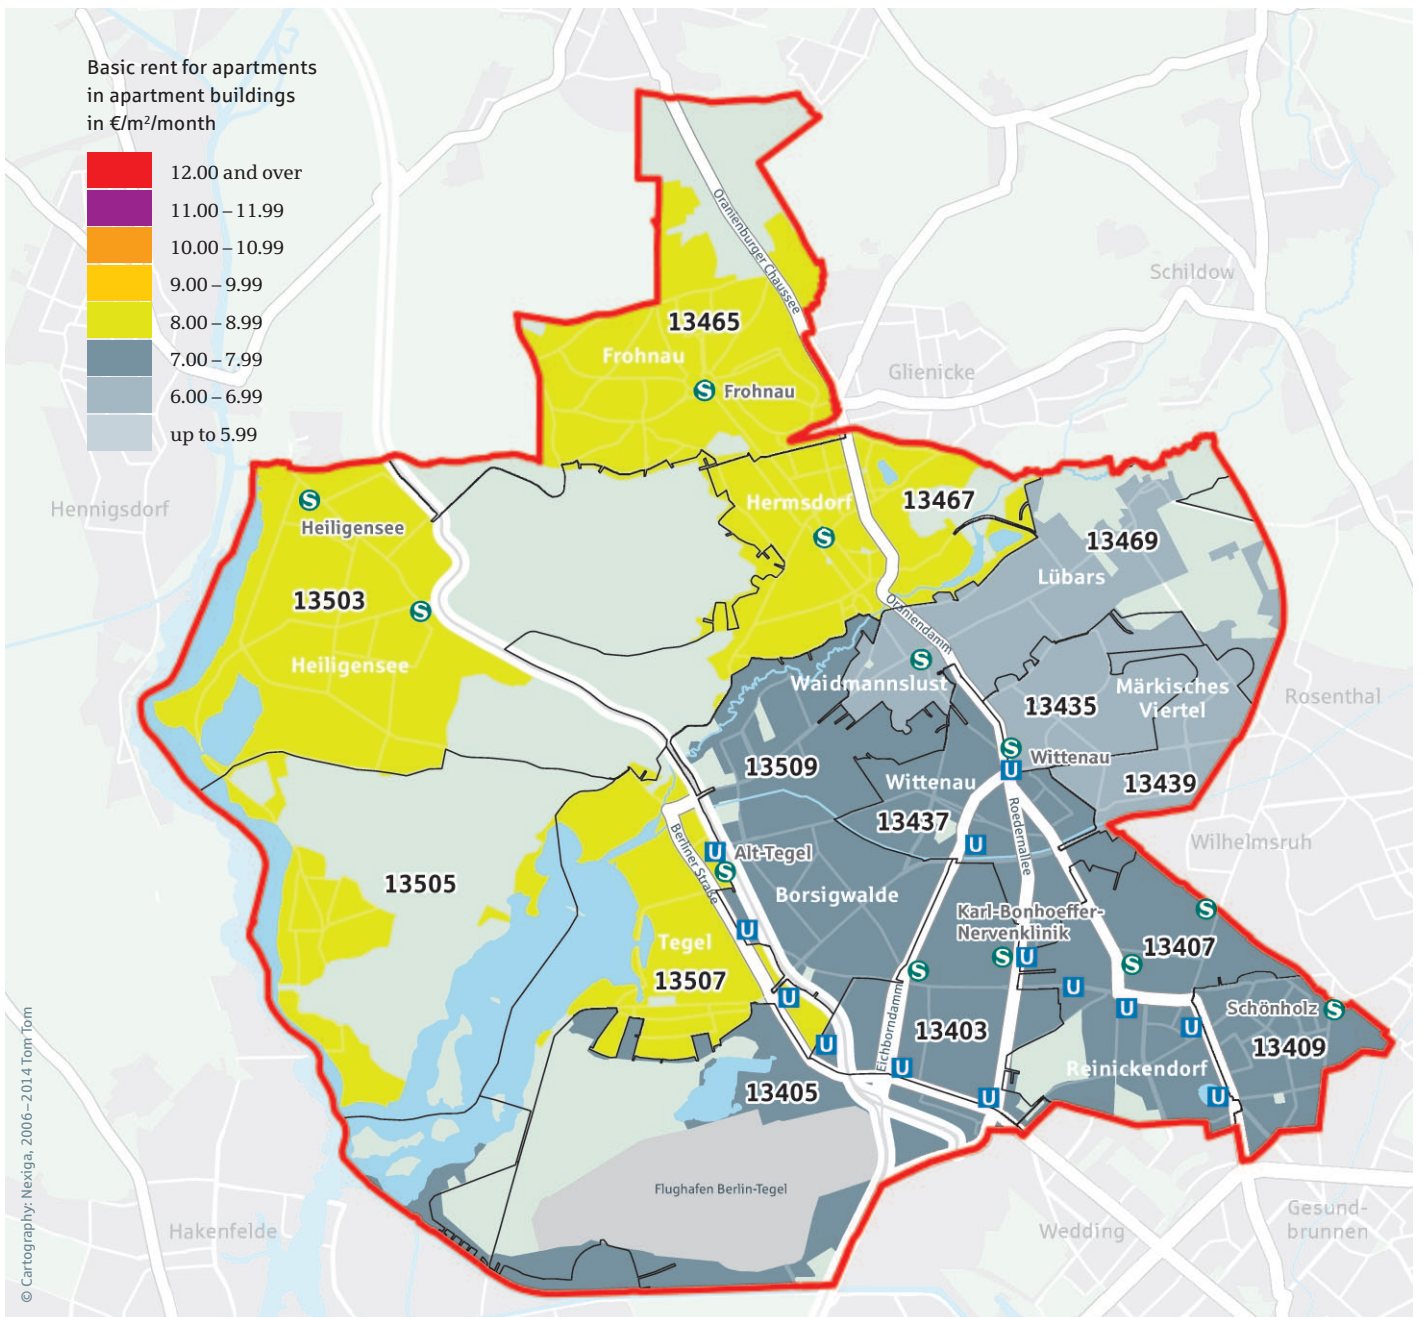 Basic rent for apartments
in apartment buildings
in €/m²/month
12.00 and over
11.00 – 11.99
10.00 – 10.99
9.00 – 9.99
8.00 – 8.99
7.00 – 7.99
6.00 – 6.99
up to 5.99
Oranienburger Chaussee
Schildow
13465
Frohnau
S Frohnau
Glienicke
Hennigsdorf
S
Heiligensee
Hermsdorf
S
13467
13469
Lübars
13503
S
Heiligensee
Oraniendamm
S
Waidmannslust
Märkisches
Viertel
Rosenthal
13435
S
Wittenau
U
13509
Wittenau
13439
13437
Roedernallee
Wilhelmsruh
Berliner Straße
U
Alt-Tegel
S
U
13505
Borsigwalde
Karl-Bonhoeffer-
Nervenklinik
S
U
Tegel
13507
S
S
U
13407
S
U
U
Eichborndamm
13403
U
U
Schönholz S
13409
U
U
Reinickendorf
13405
U
U
Flughafen Berlin-Tegel
Hakenfelde
Wedding
Gesund-
brunnen
© Cartography: Nexiga, 2006 – 2014 Tom Tom